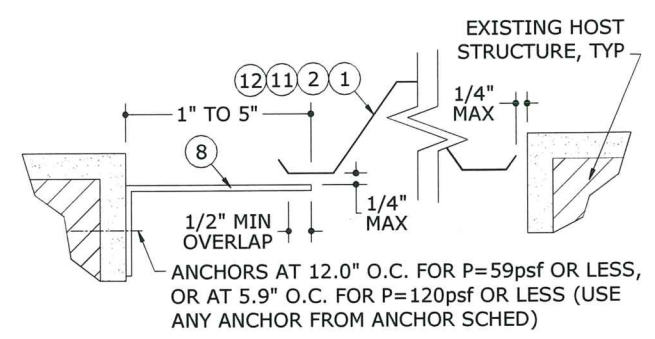 EXISTING HOST
STRUCTURE, TYP
12 11 2 1
1" TO 5"
1/4"
MAX
8
1/4"
MAX
1/2" MIN
OVERLAP
ANCHORS AT 12.0" O.C. FOR P=59psf OR LESS,
OR AT 5.9" O.C. FOR P=120psf OR LESS (USE
ANY ANCHOR FROM ANCHOR SCHED)